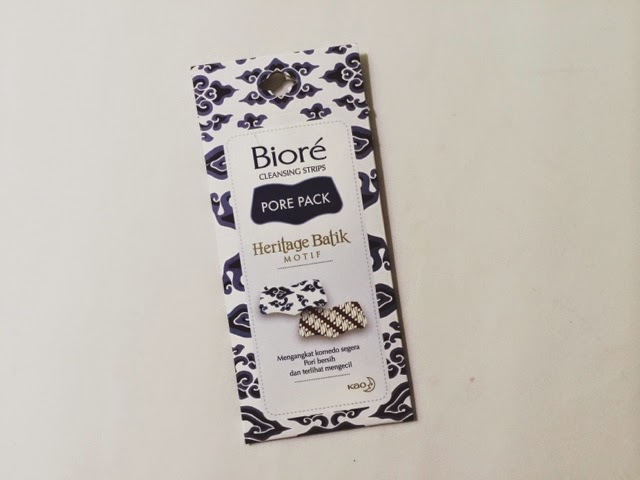 Bioré
CLEANSING STRIPS
PORE PACK
Heritage Batik
MOTIF
Mengangkat komedo segera
Pori bersih
dan terlihat mengecil
Kao